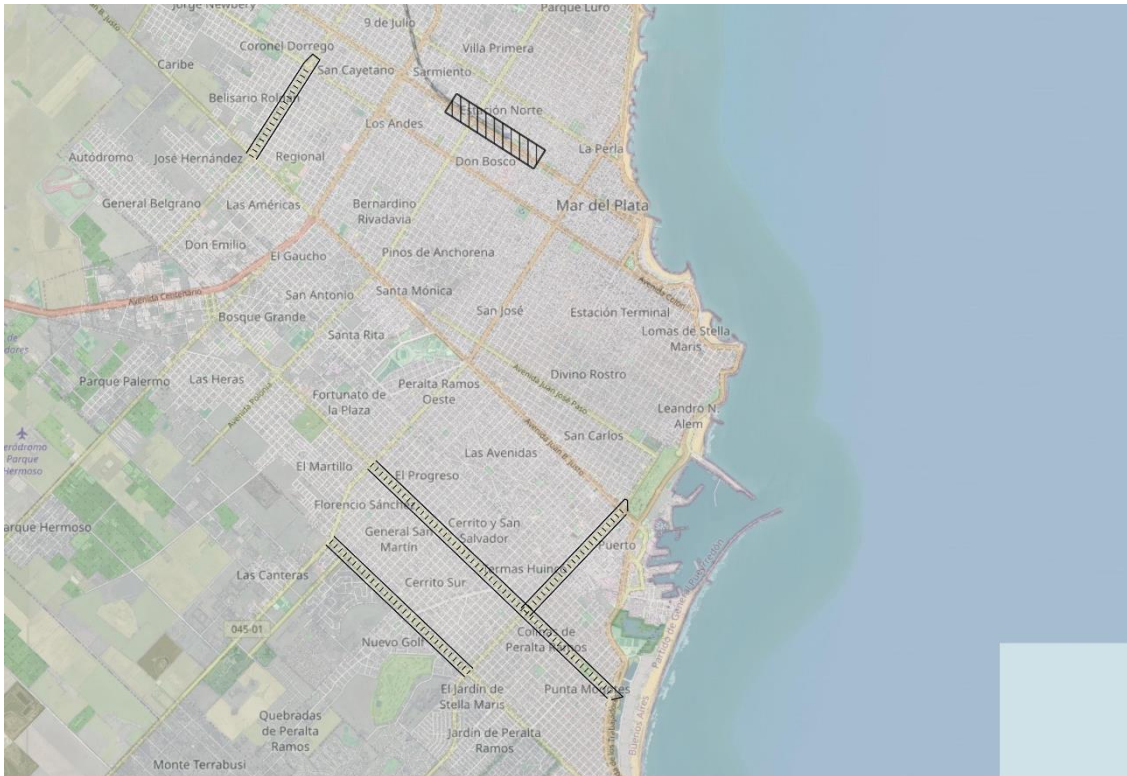 Jorge Newbery
Parque Luro
9 de Julio
Coronel Dorrego
Villa Primera
Caribe
San Cayetano
Sarmiento
Belisario Roldán
Estación Norte
Los Andes
La Perla
Autódromo
José Hernández
Regional
Don Bosco
General Belgrano
Las Américas
Bernardino
Rivadavia
Mar del Plata
Don Emilio
El Gaucho
Pinos de Anchorena
Avenida Centenario
San Antonio
Santa Mónica
Avenida Colón
Bosque Grande
San José
Estación Terminal
Santa Rita
Lomas de Stella
Maris
Parque Palermo
Las Heras
Peralta Ramos
Oeste
Divino Rostro
Avenida Juan José Paso
Fortunato de
la Plaza
Avenida Polonia
Leandro N.
Alem
San Carlos
Avenida Juan B. Justo
Las Avenidas
El Martillo
El Progreso
Parque
Hermoso
Florencio Sánchez
General San
Martín
Cerrito y San
Salvador
Puerto
Las Canteras
Cerrito Sur
Termas Huinco
045-01
Nuevo Golf
Colinas de
Peralta Ramos
Partido de General Pueyrredón
Buenos Aires
El Jardín de
Stella Maris
Punta Mogotes
Quebradas
de Peralta
Ramos
Jardín de Peralta
Ramos
Monte Terrabusi